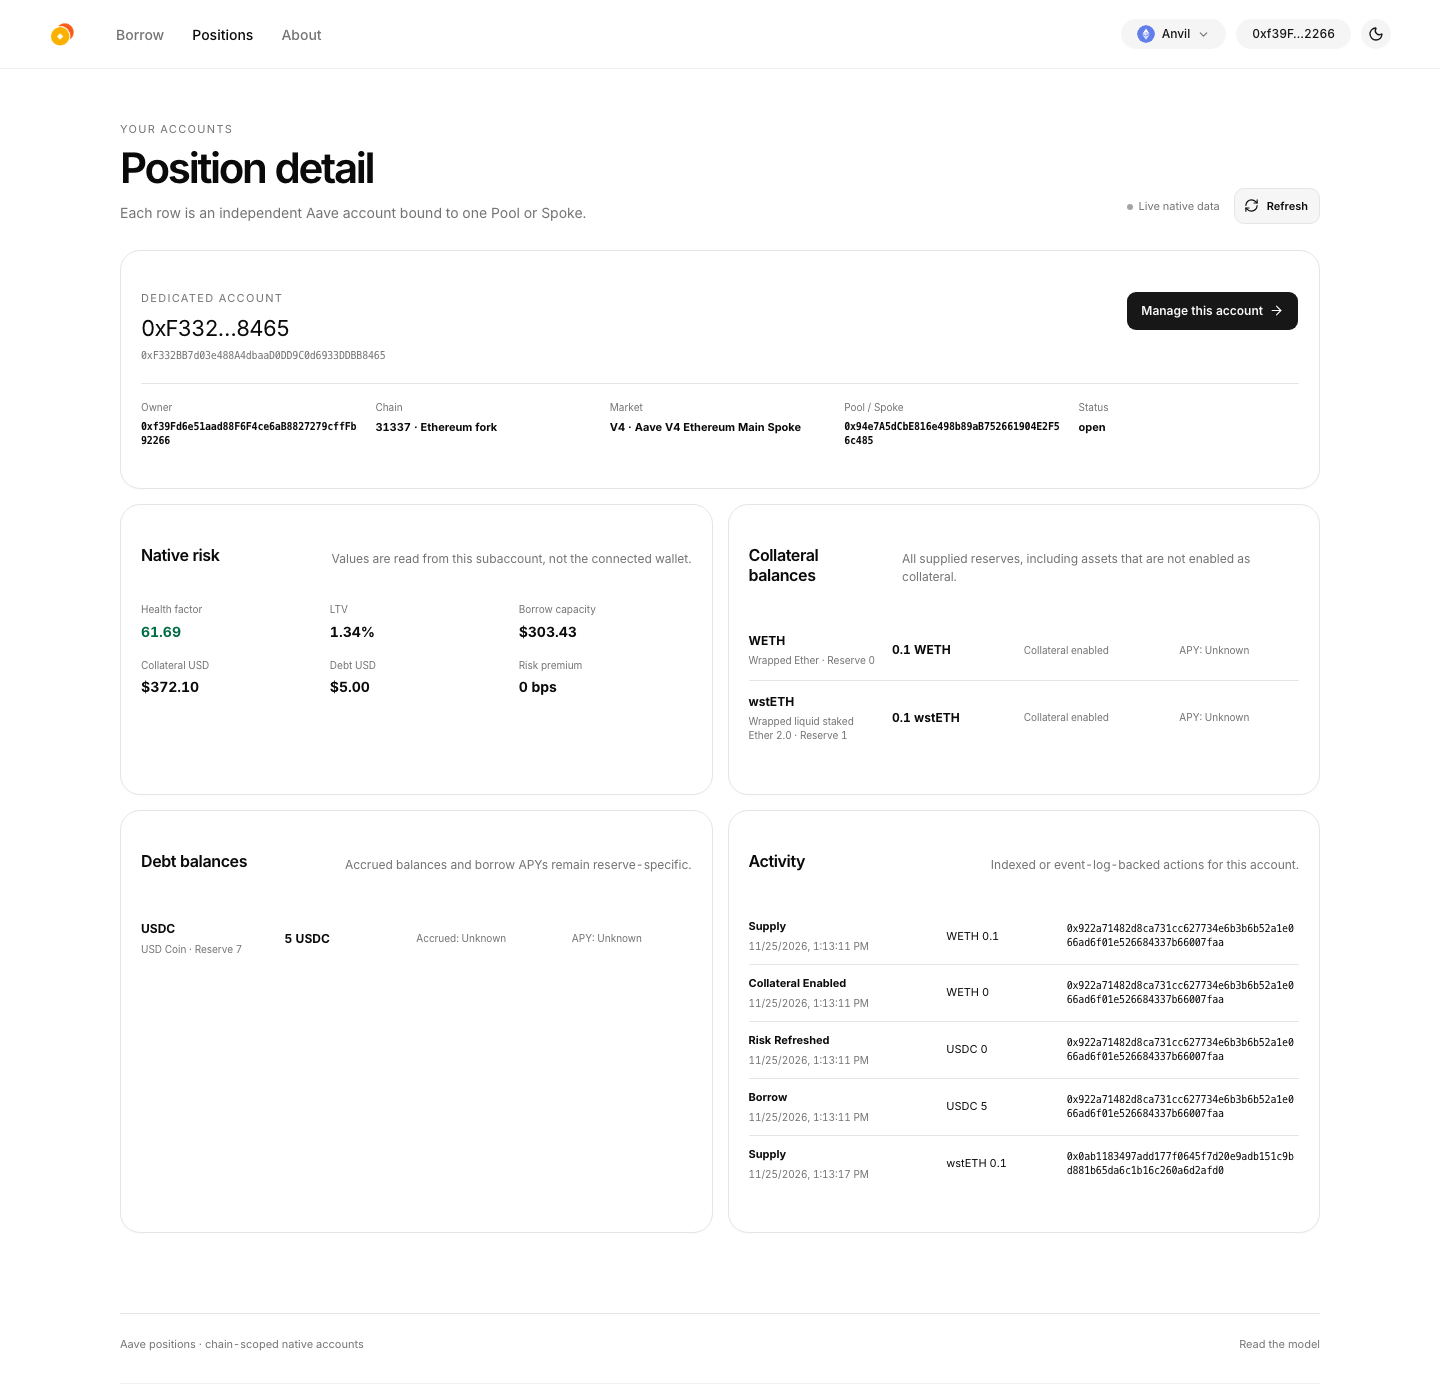 Borrow Positions About Anvil 0xf39F...2266
YOUR ACCOUNTS
Position detail
Each row is an independent Aave account bound to one Pool or Spoke.
Live native data Refresh
DEDICATED ACCOUNT
0xF332...8465
0xF332BB7d03e488A4dbaaD0DD9C0d6933DDBB8465
Manage this account
Owner
0xf39Fd6e51aad88F6F4ce6aB8827279cffFb
92266
Chain
31337 · Ethereum fork
Market
V4 · Aave V4 Ethereum Main Spoke
Pool / Spoke
0x94e7A5dCbE816e498b89aB752661904E2F5
6c485
Status
open
Native risk
Values are read from this subaccount, not the connected wallet.
Health factor
61.69
LTV
1.34%
Borrow capacity
$303.43
Collateral USD
$372.10
Debt USD
$5.00
Risk premium
0 bps
Collateral
balances
All supplied reserves, including assets that are not enabled as
collateral.
WETH
Wrapped Ether · Reserve 0
0.1 WETH
Collateral enabled
APY: Unknown
wstETH
Wrapped liquid staked
Ether 2.0 · Reserve 1
0.1 wstETH
Collateral enabled
APY: Unknown
Debt balances
Accrued balances and borrow APYs remain reserve-specific.
USDC
USD Coin · Reserve 7
5 USDC
Accrued: Unknown
APY: Unknown
Activity
Indexed or event-log-backed actions for this account.
Supply
11/25/2026, 1:13:11 PM
WETH 0.1
0x922a71482d8ca731cc627734e6b3b6b52a1e0
66ad6f01e526684337b66007faa
Collateral Enabled
11/25/2026, 1:13:11 PM
WETH 0
0x922a71482d8ca731cc627734e6b3b6b52a1e0
66ad6f01e526684337b66007faa
Risk Refreshed
11/25/2026, 1:13:11 PM
USDC 0
0x922a71482d8ca731cc627734e6b3b6b52a1e0
66ad6f01e526684337b66007faa
Borrow
11/25/2026, 1:13:11 PM
USDC 5
0x922a71482d8ca731cc627734e6b3b6b52a1e0
66ad6f01e526684337b66007faa
Supply
11/25/2026, 1:13:17 PM
wstETH 0.1
0x0ab1183497add177f0645f7d20e9adb151c9b
d881b65da6c1b16c260a6d2afd0
Aave positions · chain-scoped native accounts
Read the model